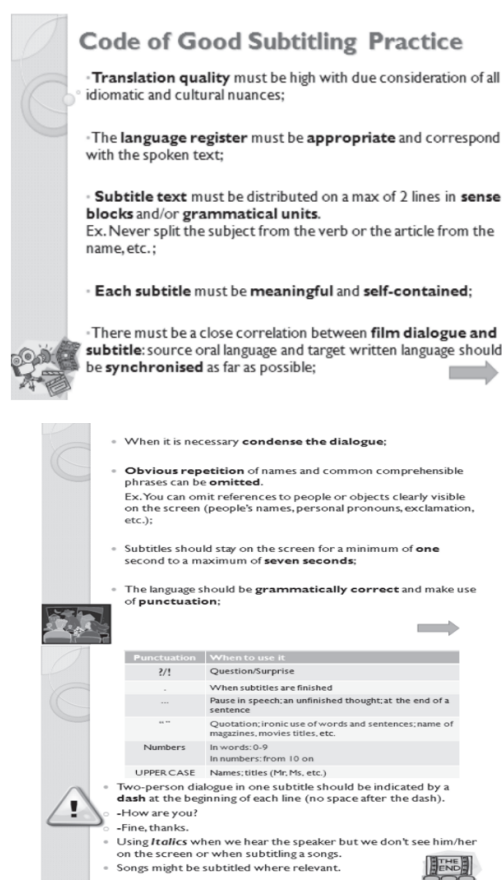 Code of Good Subtitling Practice
•Translation quality must be high with due consideration of all
idiomatic and cultural nuances;
•The language register must be appropriate and correspond
with the spoken text;
• Subtitle text must be distributed on a max of 2 lines in sense
blocks and/or grammatical units.
Ex. Never split the subject from the verb or the article from the
name, etc.;
• Each subtitle must be meaningful and self-contained;
•There must be a close correlation between film dialogue and
subtitle: source oral language and target written language should
be synchronised as far as possible;
• When it is necessary condense the dialogue;
• Obvious repetition of names and common comprehensible
phrases can be omitted.
Ex. You can omit references to people or objects clearly visible
on the screen (people's names, personal pronouns, exclamation,
etc.);
• Subtitles should stay on the screen for a minimum of one
second to a maximum of seven seconds;
• The language should be grammatically correct and make use
of punctuation;
Punctuation When to use it
?/! Question/Surprise
. When subtitles are finished
... Pause in speech; an unfinished thought; at the end of a
sentence
“ ” Quotation; ironic use of words and sentences; name of
magazines, movies titles, etc.
Numbers In words: 0-9
In numbers: from 10 on
UPPER CASE Names; titles (Mr, Ms, etc.)
• Two-person dialogue in one subtitle should be indicated by a
dash at the beginning of each line (no space after the dash).
-How are you?
-Fine, thanks.
• Using Italics when we hear the speaker but we don't see him/her
on the screen or when subtitling a songs.
• Songs might be subtitled where relevant.
THE
END